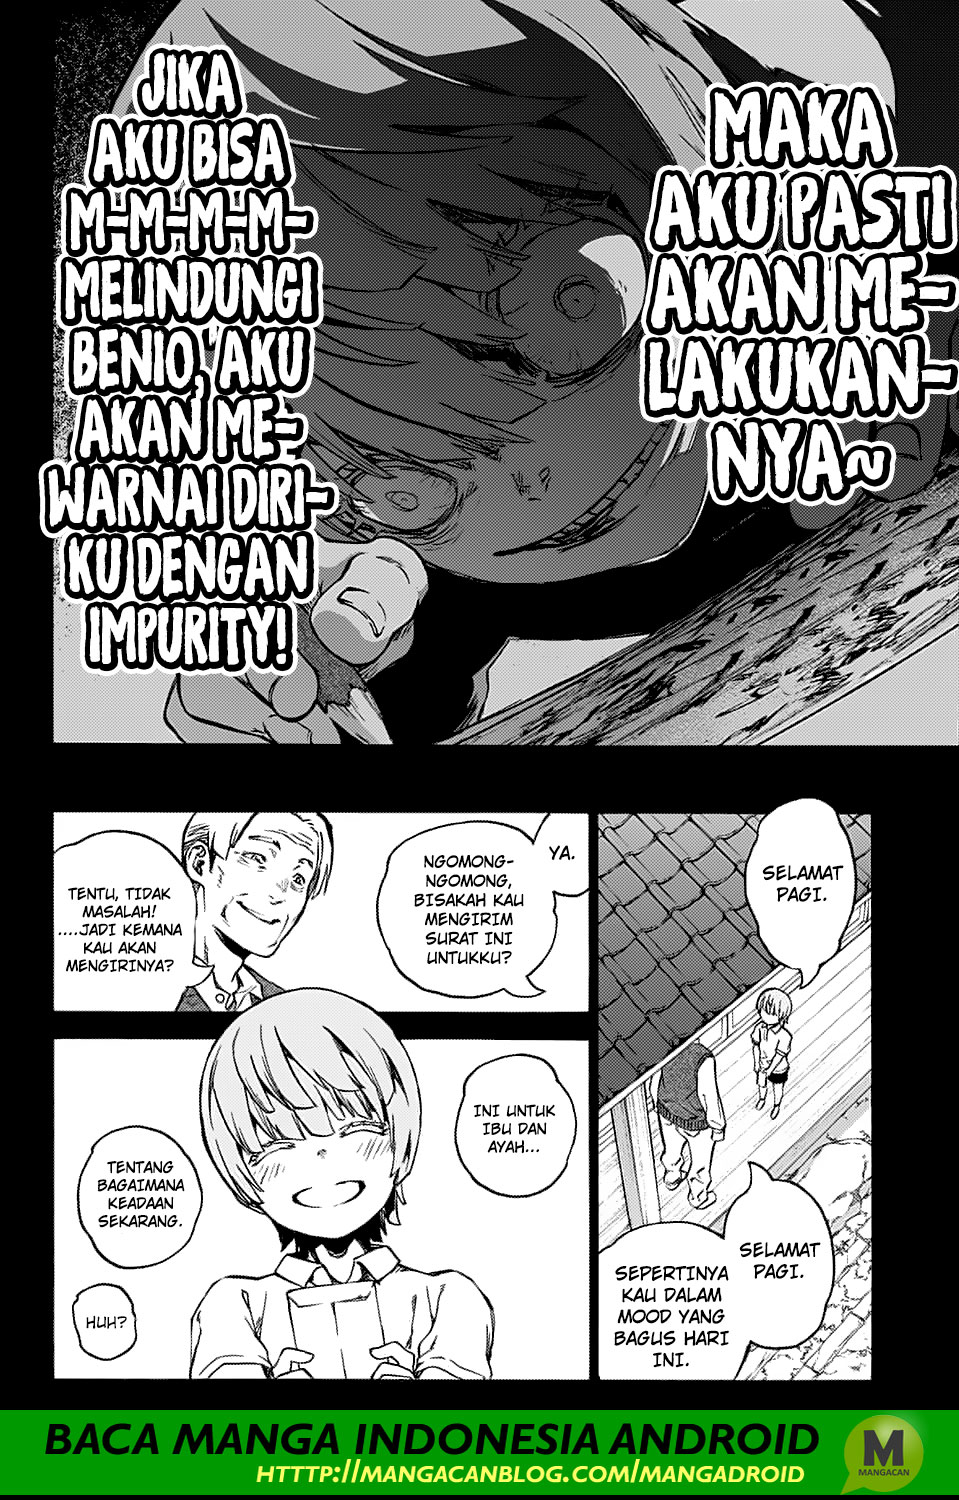 MAKA
AKU PASTI
AKAN ME-
LAKUKAN-
NYA~
JIKA
AKU BISA
M-M-M-M-
MELINDUNGI
BENIO, AKU
AKAN ME-
WARNAI DIRI-
KU DENGAN
IMPURITY!
SELAMAT
PAGI.
SELAMAT
PAGI.
SEPERTINYA
KAU DALAM
MOOD YANG
BAGUS HARI
INI.
YA.
NGOMONG-
NGOMONG,
BISAKAH KAU
MENGIRIM
SURAT INI
UNTUKKU?
TENTU, TIDAK
MASALAH!
....JADI KEMANA
KAU AKAN
MENGIRINYA?
INI UNTUK
IBU DAN
AYAH...
TENTANG
BAGAIMANA
KEADAAN
SEKARANG.
HUH?
BACA MANGA INDONESIA ANDROID
HTTTP://MANGACANBLOG.COM/MANGADROID
M
MANGACAN